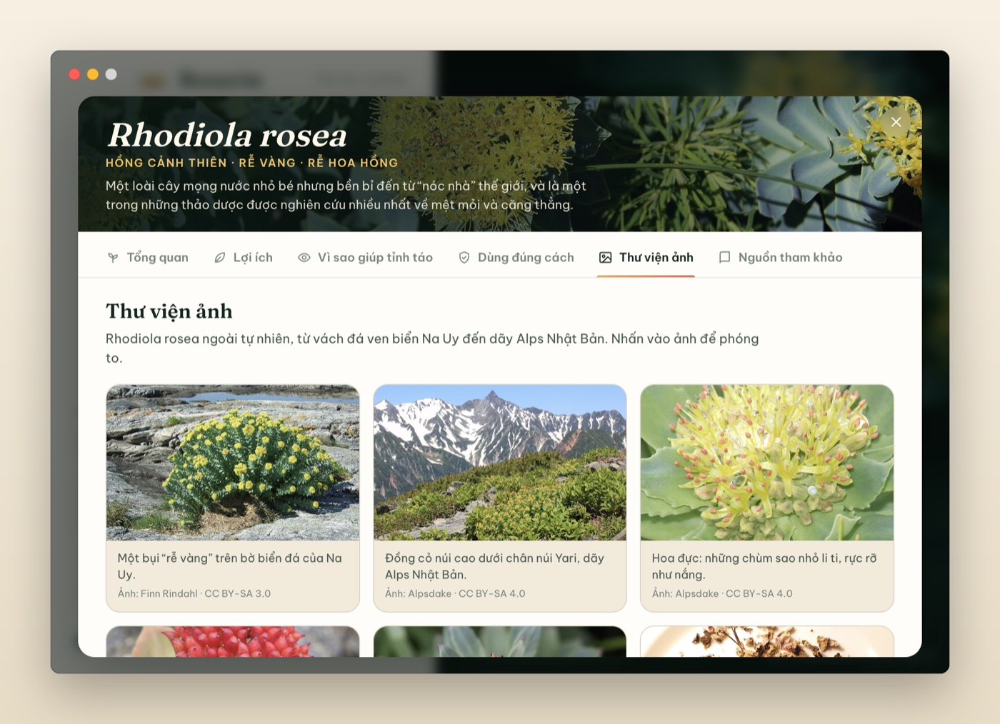 Rhodiola rosea
HỒNG CẢNH THIÊN · RỄ VÀNG · RỄ HOA HỒNG
Một loài cây mọng nước nhỏ bé nhưng bền bỉ đến từ “nóc nhà” thế giới, và là một
trong những thảo dược được nghiên cứu nhiều nhất về mệt mỏi và căng thẳng.
Tổng quan
Lợi ích
Vì sao giúp tỉnh táo
Dùng đúng cách
Thư viện ảnh
Nguồn tham khảo
Thư viện ảnh
Rhodiola rosea ngoài tự nhiên, từ vách đá ven biển Na Uy đến dãy Alps Nhật Bản. Nhấn vào ảnh để phóng
to.
Một bụi “rễ vàng” trên bờ biển đá của Na
Uy.
Ảnh: Finn Rindahl · CC BY-SA 3.0
Đồng cỏ núi cao dưới chân núi Yari, dãy
Alps Nhật Bản.
Ảnh: Alpsdake · CC BY-SA 4.0
Hoa đực: những chùm sao nhỏ li ti, rực rỡ
như nắng.
Ảnh: Alpsdake · CC BY-SA 4.0